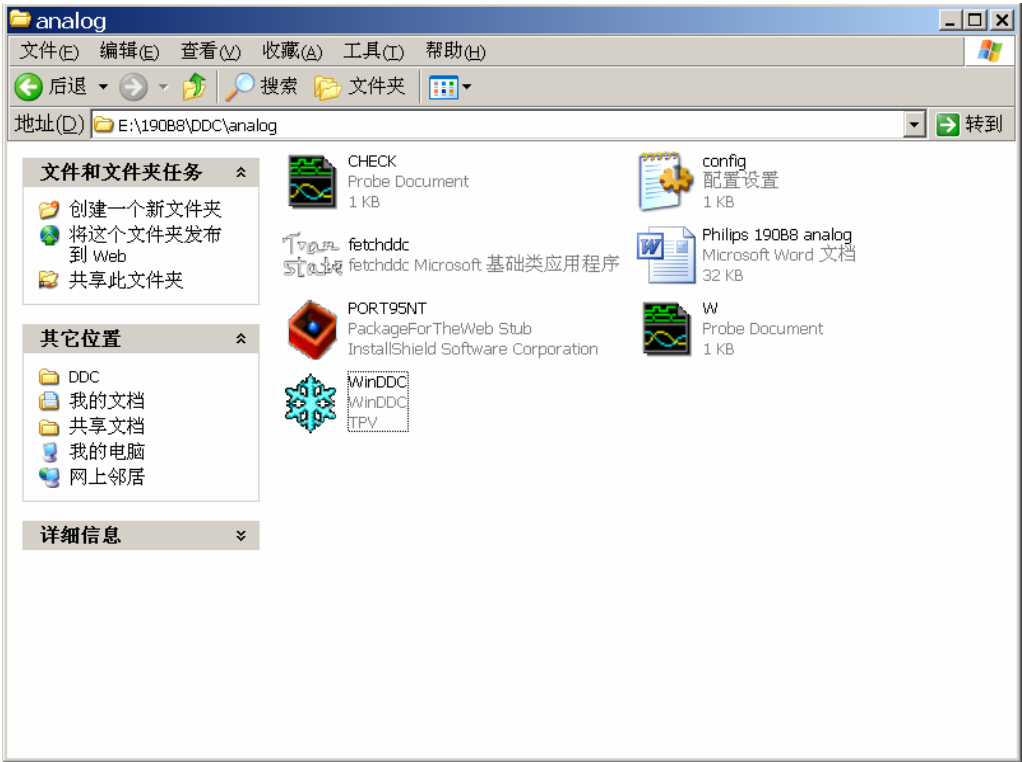 analog
文件(F) 编辑(E) 查看(V) 收藏(A) 工具(T) 帮助(H)
后退 搜索 文件夹
地址(D) E:\190B8\DDC\analog 转到
文件和文件夹任务
创建一个新文件夹
将这个文件夹发布
到 Web
共享此文件夹
其它位置
DDC
我的文档
共享文档
我的电脑
网上邻居
详细信息
CHECK
Probe Document
1 KB
config
配置设置
1 KB
Tran
State
fetchddc
fetchddc Microsoft 基础类应用程序
Philips 190B8 analog
Microsoft Word 文档
32 KB
PORT95NT
PackageForTheWeb Stub
InstallShield Software Corporation
W
Probe Document
1 KB
WinDDC
WinDDC
TPV